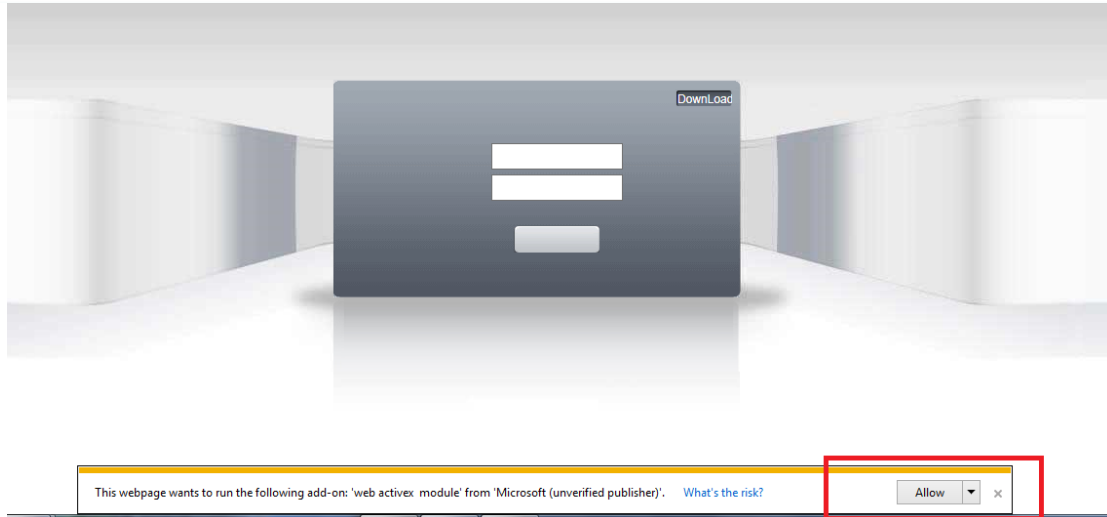 DownLoad
This webpage wants to run the following add-on: 'web activex module' from 'Microsoft (unverified publisher)'. What's the risk? Allow